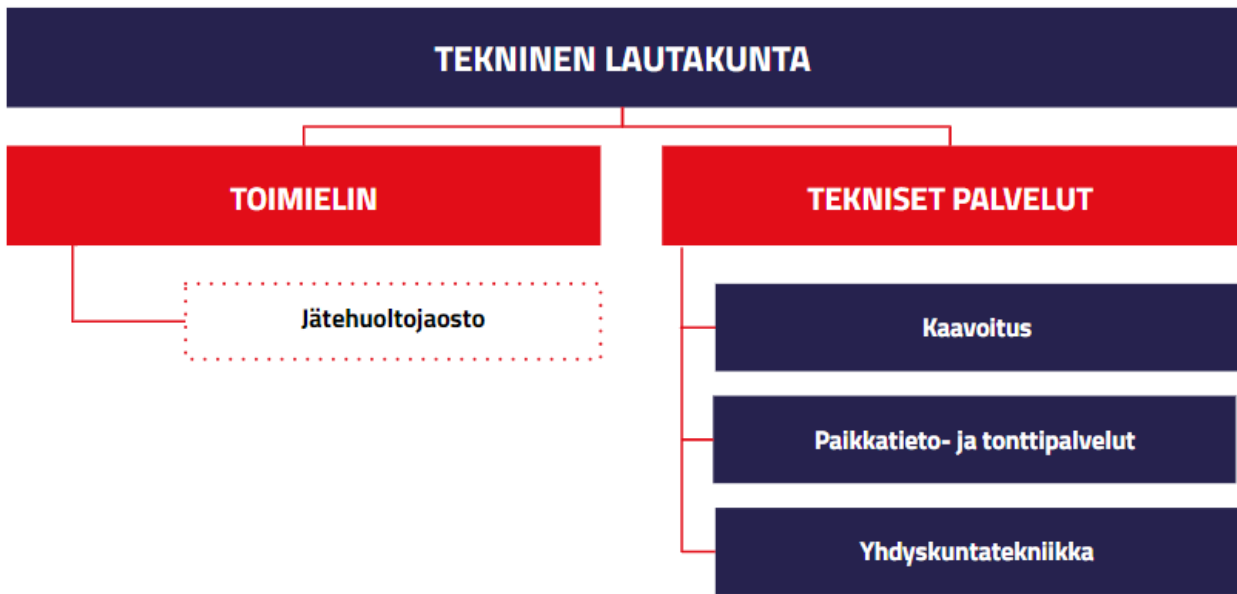 TEKNINEN LAUTAKUNTA
TOIMIELIN
Jätehuoltojaosto
TEKNISET PALVELUT
Kaavoitus
Paikkatieto- ja tonttipalvelut
Yhdyskuntatekniikka